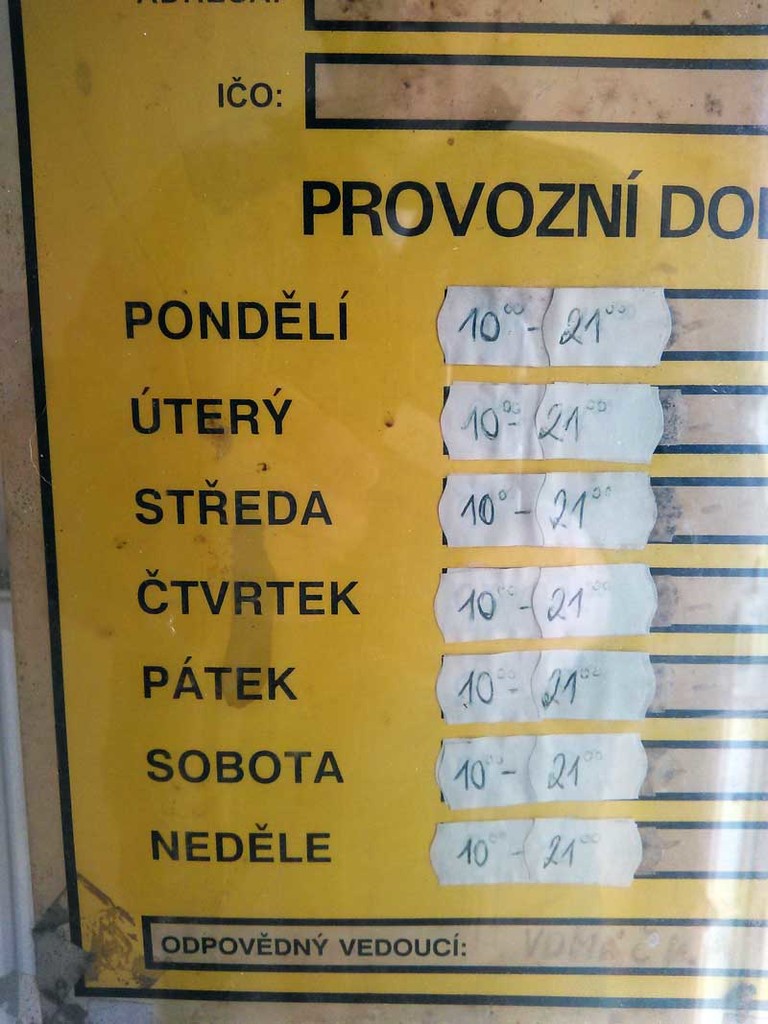 IČO:
PROVOZNÍ
PONDĚLÍ 10⁰⁰ - 21⁰⁰
ÚTERÝ 10⁰⁰ - 21⁰⁰
STŘEDA 10⁰ - 21⁰⁰
ČTVRTEK 10⁰⁰ - 21⁰⁰
PÁTEK 10⁰⁰ - 21⁰⁰
SOBOTA 10⁰⁰ - 21⁰⁰
NEDĚLE 10⁰⁰ - 21⁰⁰
ODPOVĚDNÝ VEDOUCÍ: